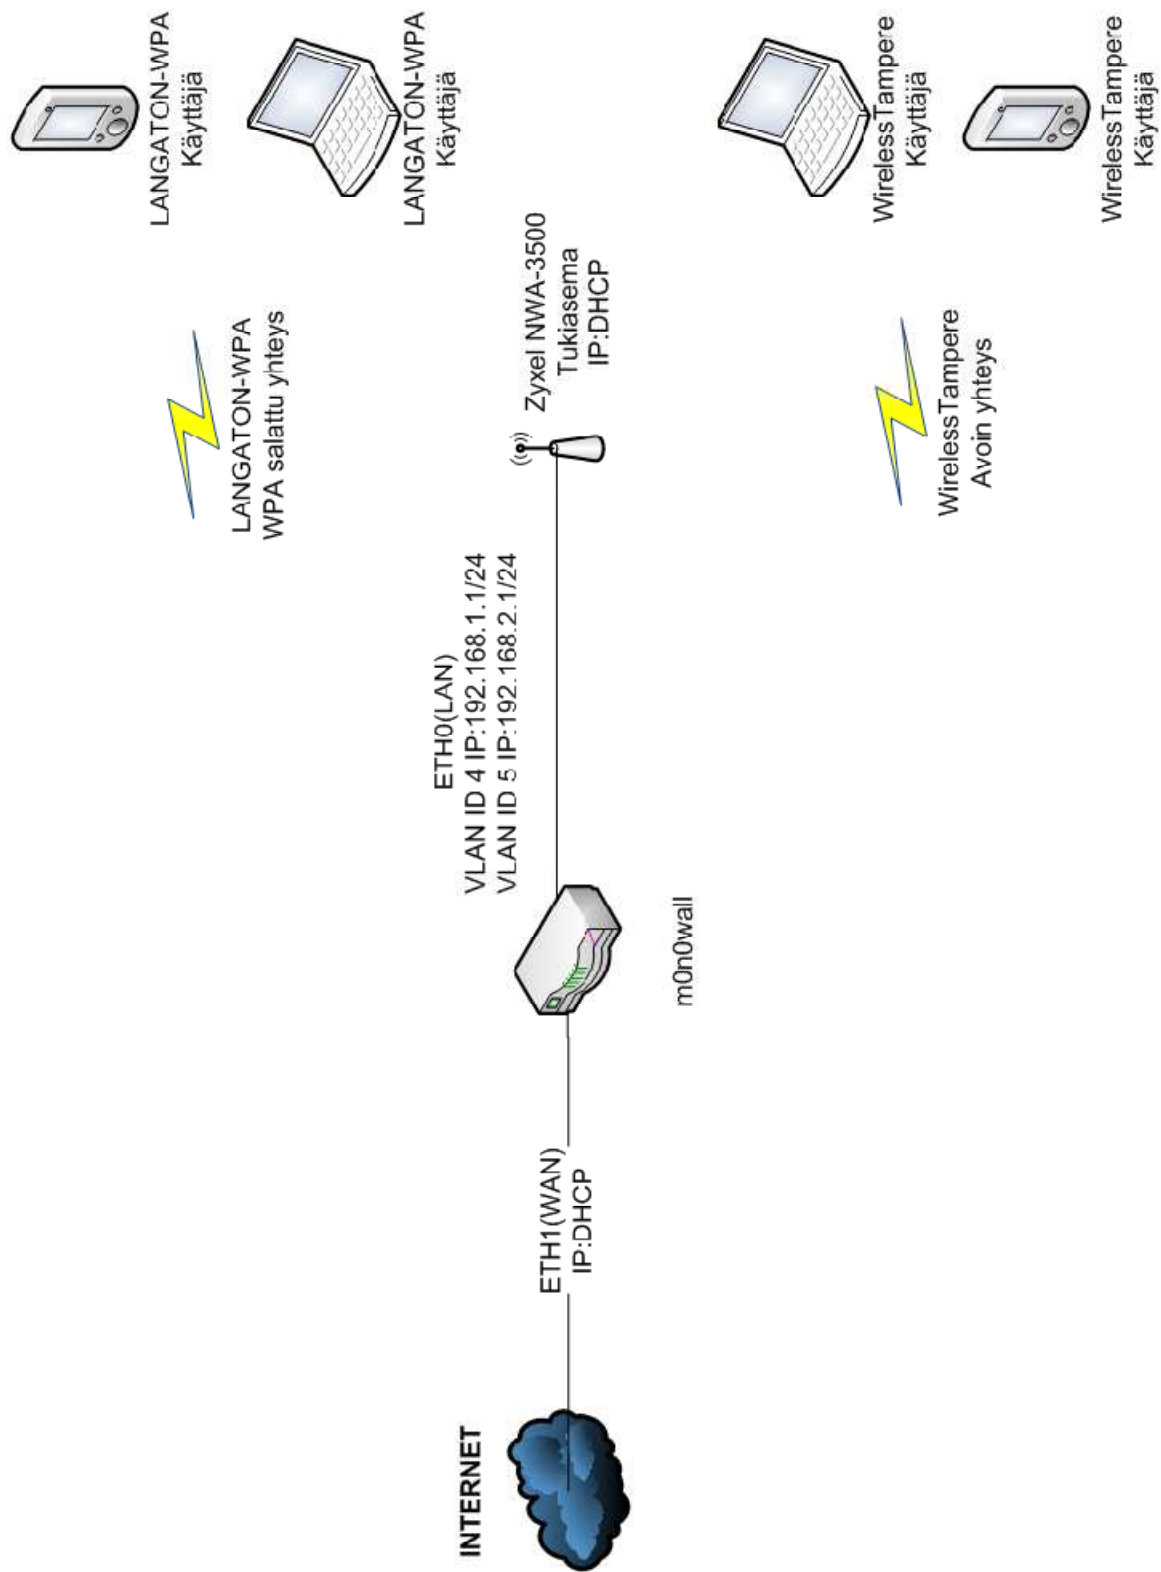 INTERNET
ETH1(WAN)
IP:DHCP
m0n0wall
ETH0(LAN)
VLAN ID 4 IP:192.168.1.1/24
VLAN ID 5 IP:192.168.2.1/24
Zyxel NWA-3500
Tukiasema
IP:DHCP
LANGATON-WPA
WPA salattu yhteys
LANGATON-WPA
Käyttäjä
LANGATON-WPA
Käyttäjä
WirelessTampere
Avoin yhteys
WirelessTampere
Käyttäjä
WirelessTampere
Käyttäjä